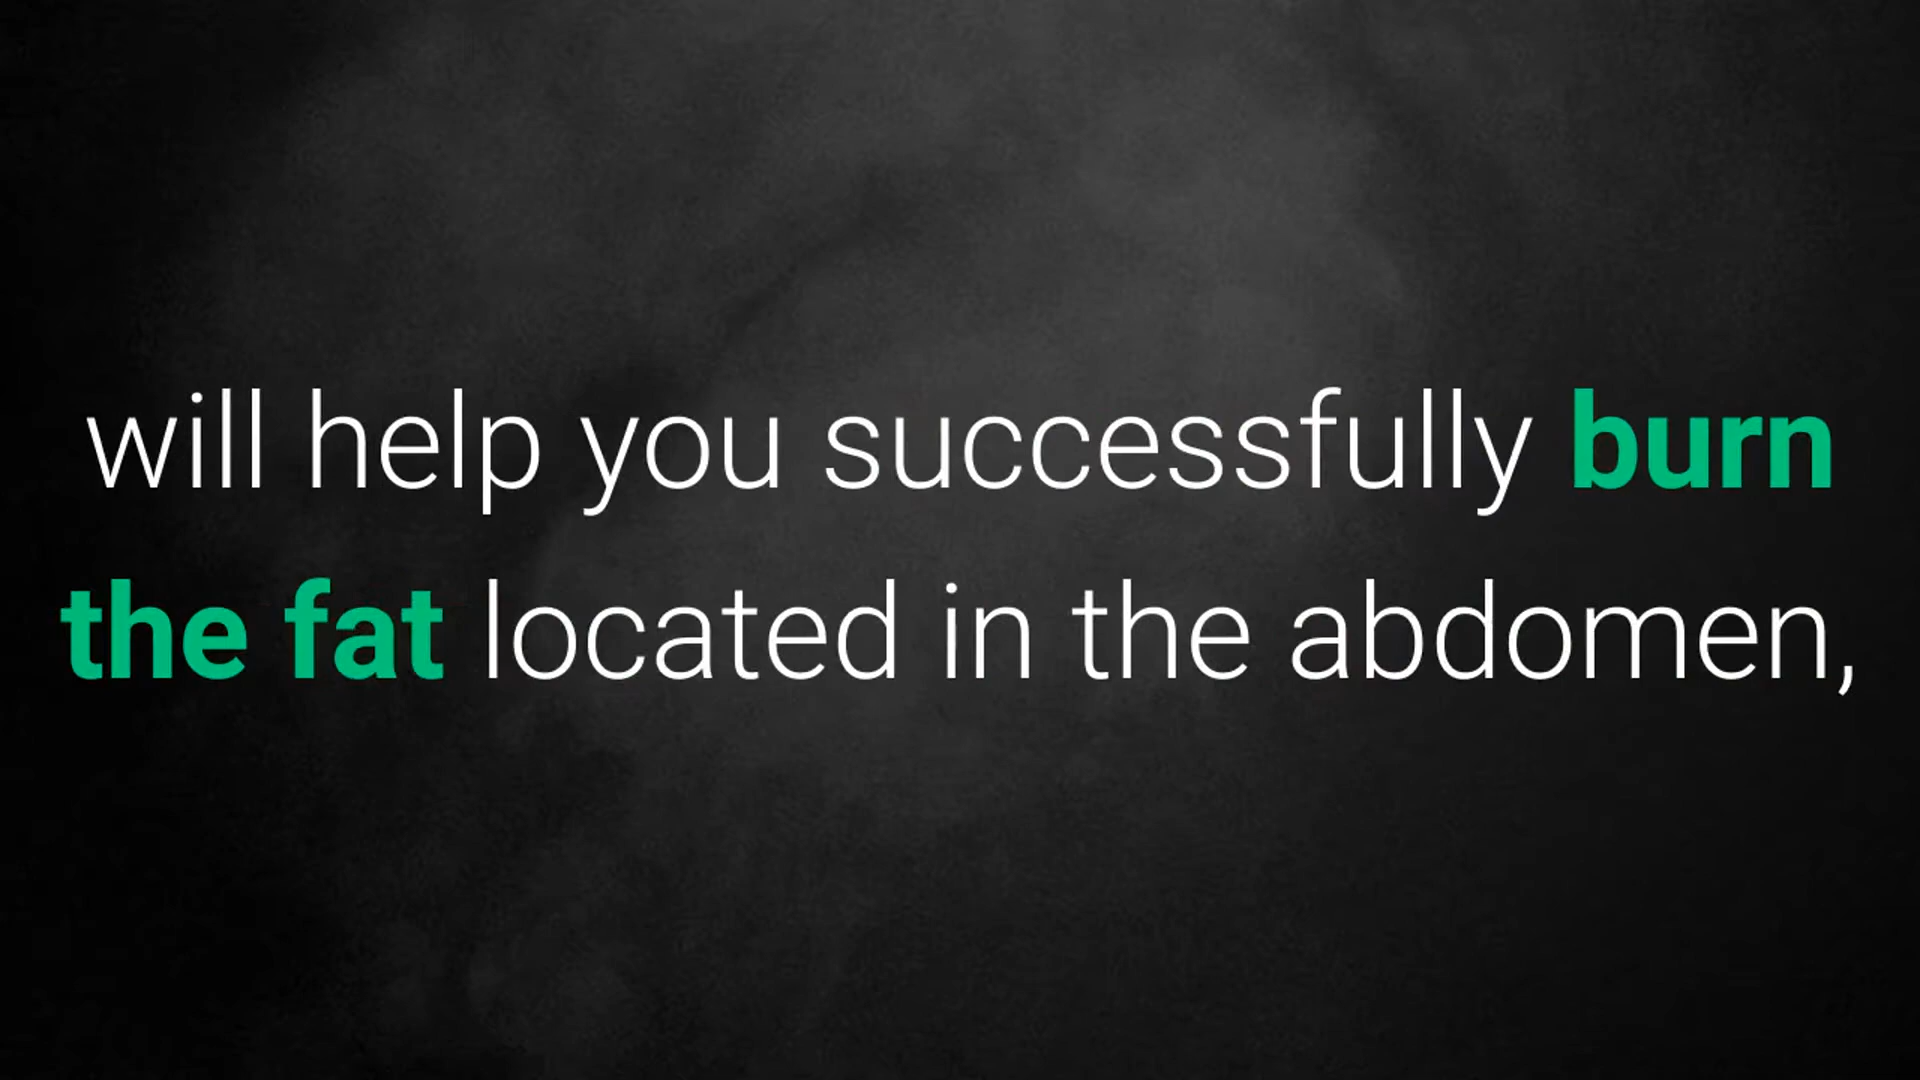 will help you successfully burn
the fat located in the abdomen,